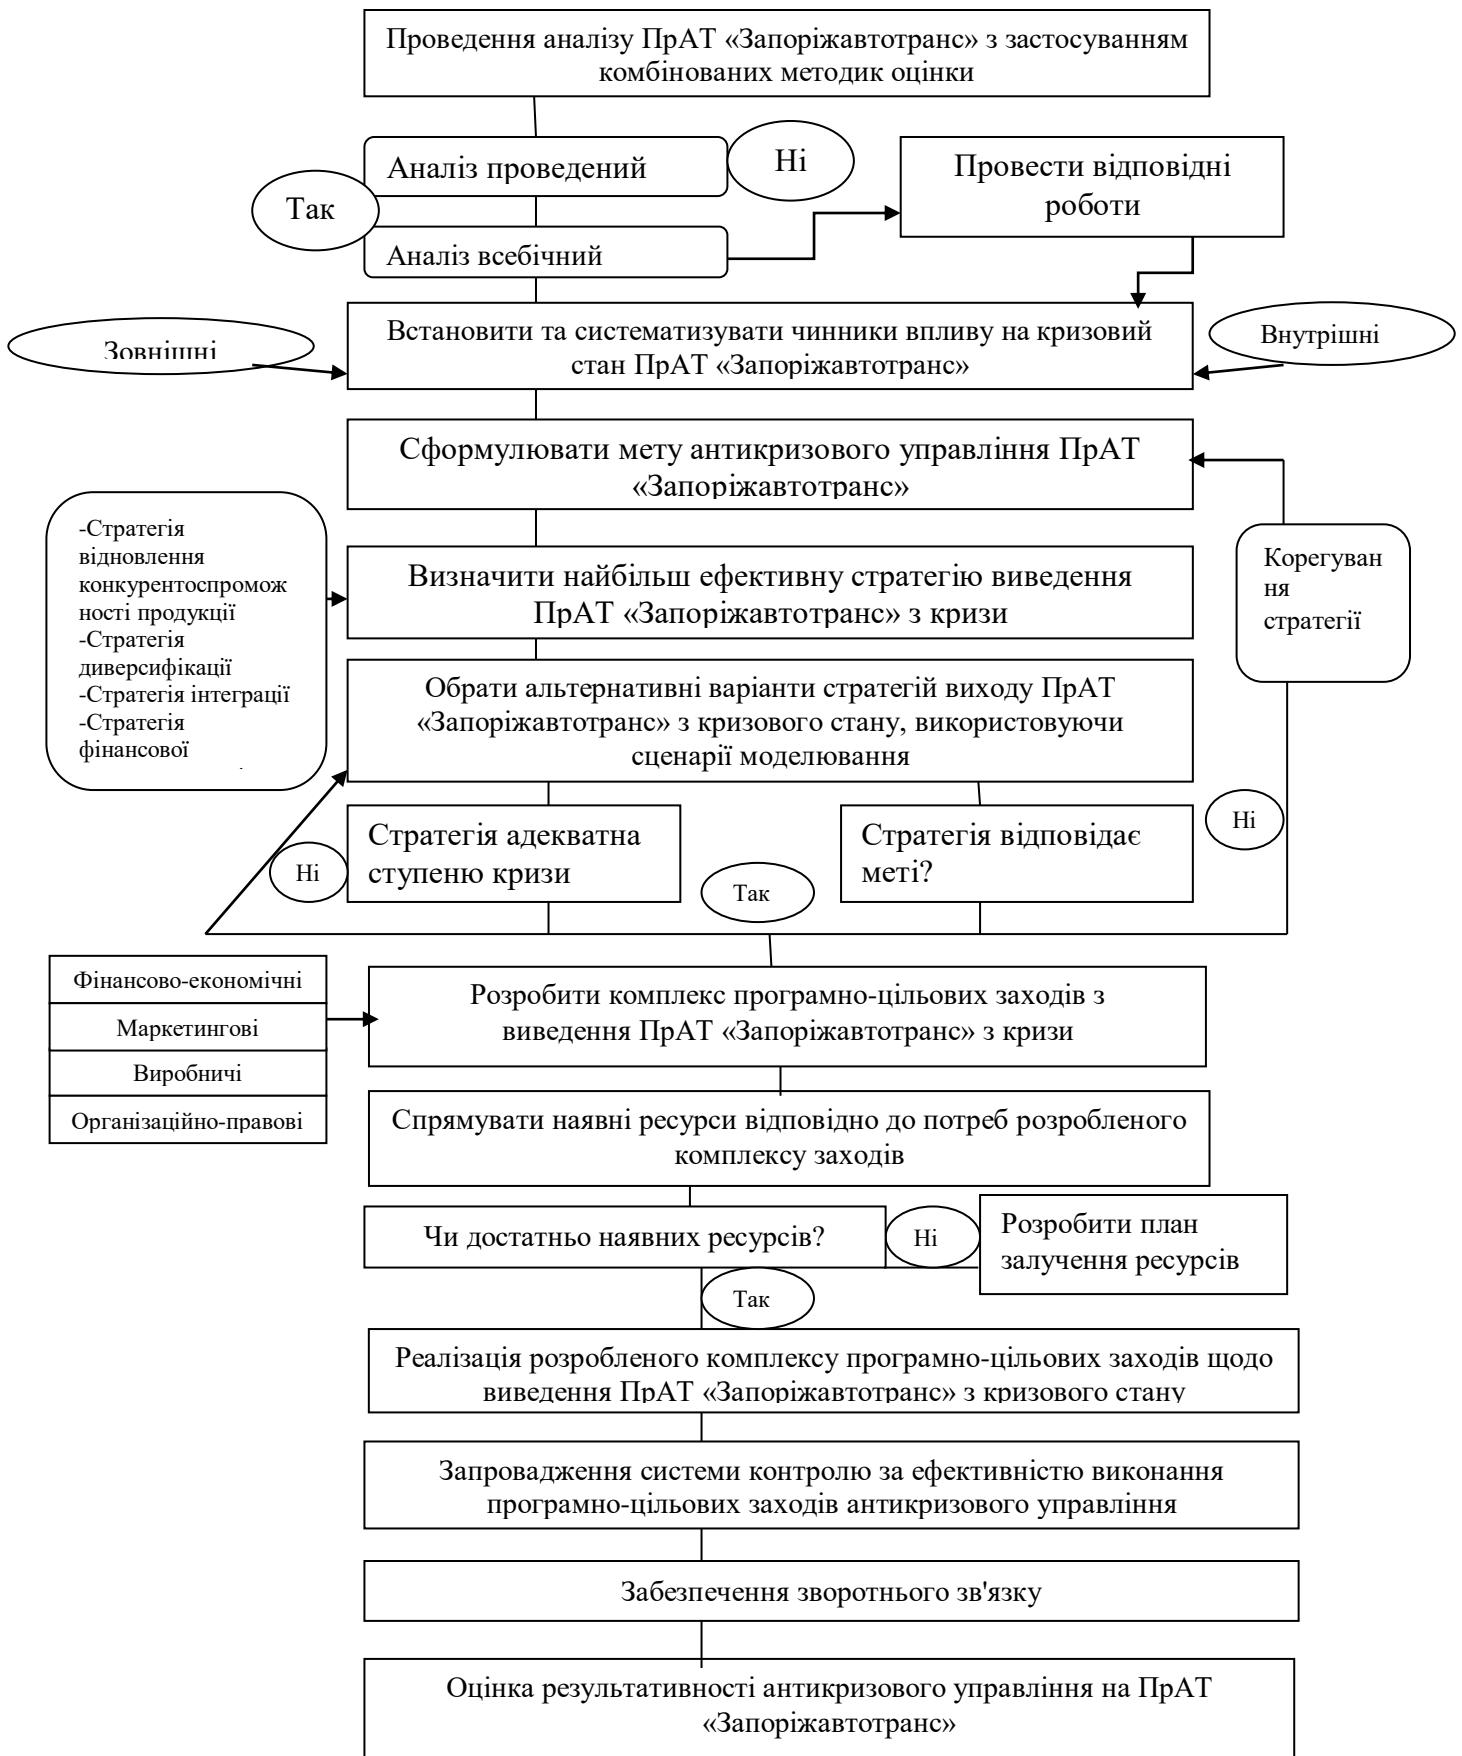 Проведення аналізу ПрАТ «Запоріжавтотранс» з застосуванням
комбінованих методик оцінки
Аналіз проведений
Ні
Так
Провести відповідні
роботи
Аналіз всебічний
Зовнішні
Встановити та систематизувати чинники впливу на кризовий
стан ПрАТ «Запоріжавтотранс»
Внутрішні
Сформулювати мету антикризового управління ПрАТ
«Запоріжавтотранс»
-Стратегія
відновлення
конкурентоспромож
ності продукції
-Стратегія
диверсифікації
-Стратегія інтеграції
-Стратегія
фінансової
Визначити найбільш ефективну стратегію виведення
ПрАТ «Запоріжавтотранс» з кризи
Корегуван
ня
стратегії
Обрати альтернативні варіанти стратегій виходу ПрАТ
«Запоріжавтотранс» з кризового стану, використовуючи
сценарії моделювання
Ні
Стратегія адекватна
ступеню кризи
Так
Стратегія відповідає
меті?
Ні
Фінансово-економічні
Маркетингові
Виробничі
Організаційно-правові
Розробити комплекс програмно-цільових заходів з
виведення ПрАТ «Запоріжавтотранс» з кризи
Спрямувати наявні ресурси відповідно до потреб розробленого
комплексу заходів
Чи достатньо наявних ресурсів?
Ні
Розробити план
залучення ресурсів
Так
Реалізація розробленого комплексу програмно-цільових заходів щодо
виведення ПрАТ «Запоріжавтотранс» з кризового стану
Запровадження системи контролю за ефективністю виконання
програмно-цільових заходів антикризового управління
Забезпечення зворотнього зв'язку
Оцінка результативності антикризового управління на ПрАТ
«Запоріжавтотранс»